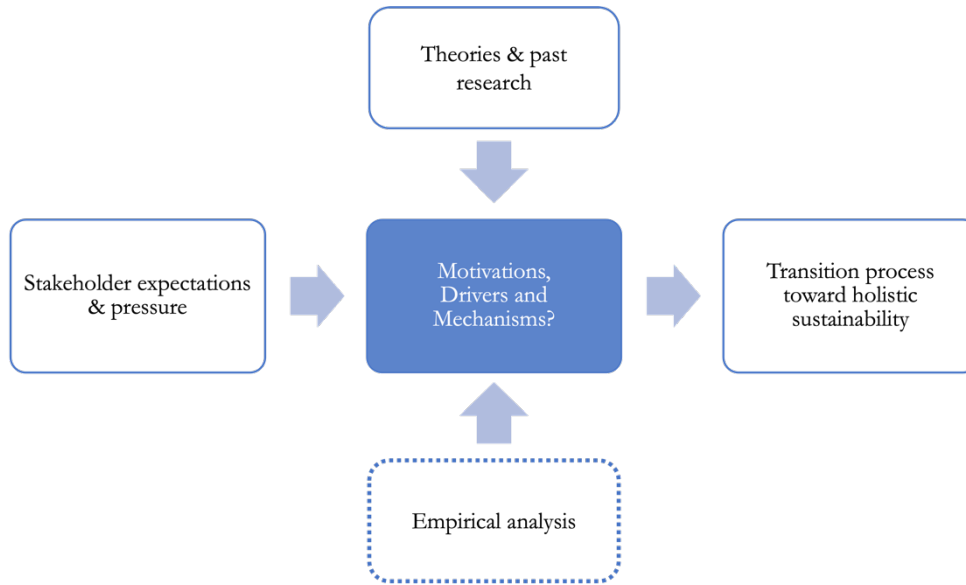 Theories & past
research
Stakeholder expectations
& pressure
Motivations,
Drivers and
Mechanisms?
Transition process
toward holistic
sustainability
Empirical analysis